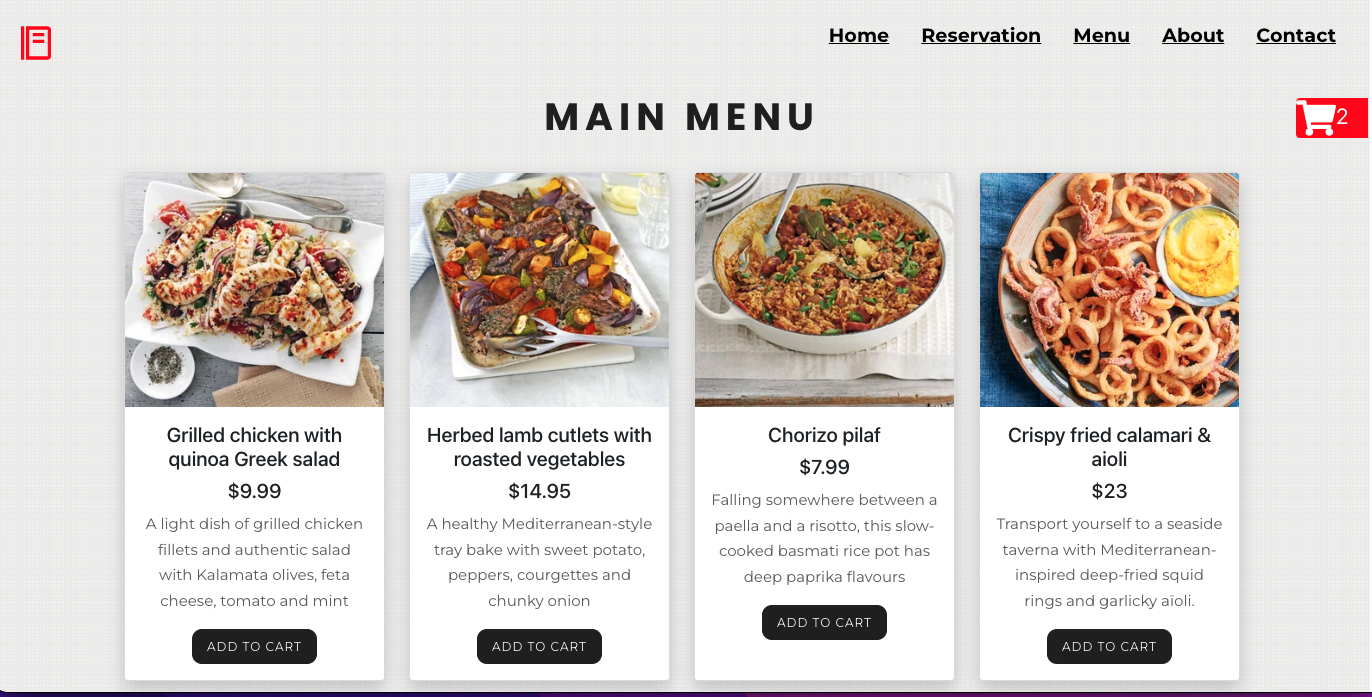 Home Reservation Menu About Contact
MAIN MENU
2
Grilled chicken with
quinoa Greek salad
$9.99
A light dish of grilled chicken
fillets and authentic salad
with Kalamata olives, feta
cheese, tomato and mint
ADD TO CART
Herbed lamb cutlets with
roasted vegetables
$14.95
A healthy Mediterranean-style
tray bake with sweet potato,
peppers, courgettes and
chunky onion
ADD TO CART
Chorizo pilaf
$7.99
Falling somewhere between a
paella and a risotto, this slow-
cooked basmati rice pot has
deep paprika flavours
ADD TO CART
Crispy fried calamari &
aioli
$23
Transport yourself to a seaside
taverna with Mediterranean-
inspired deep-fried squid
rings and garlicky aïoli.
ADD TO CART